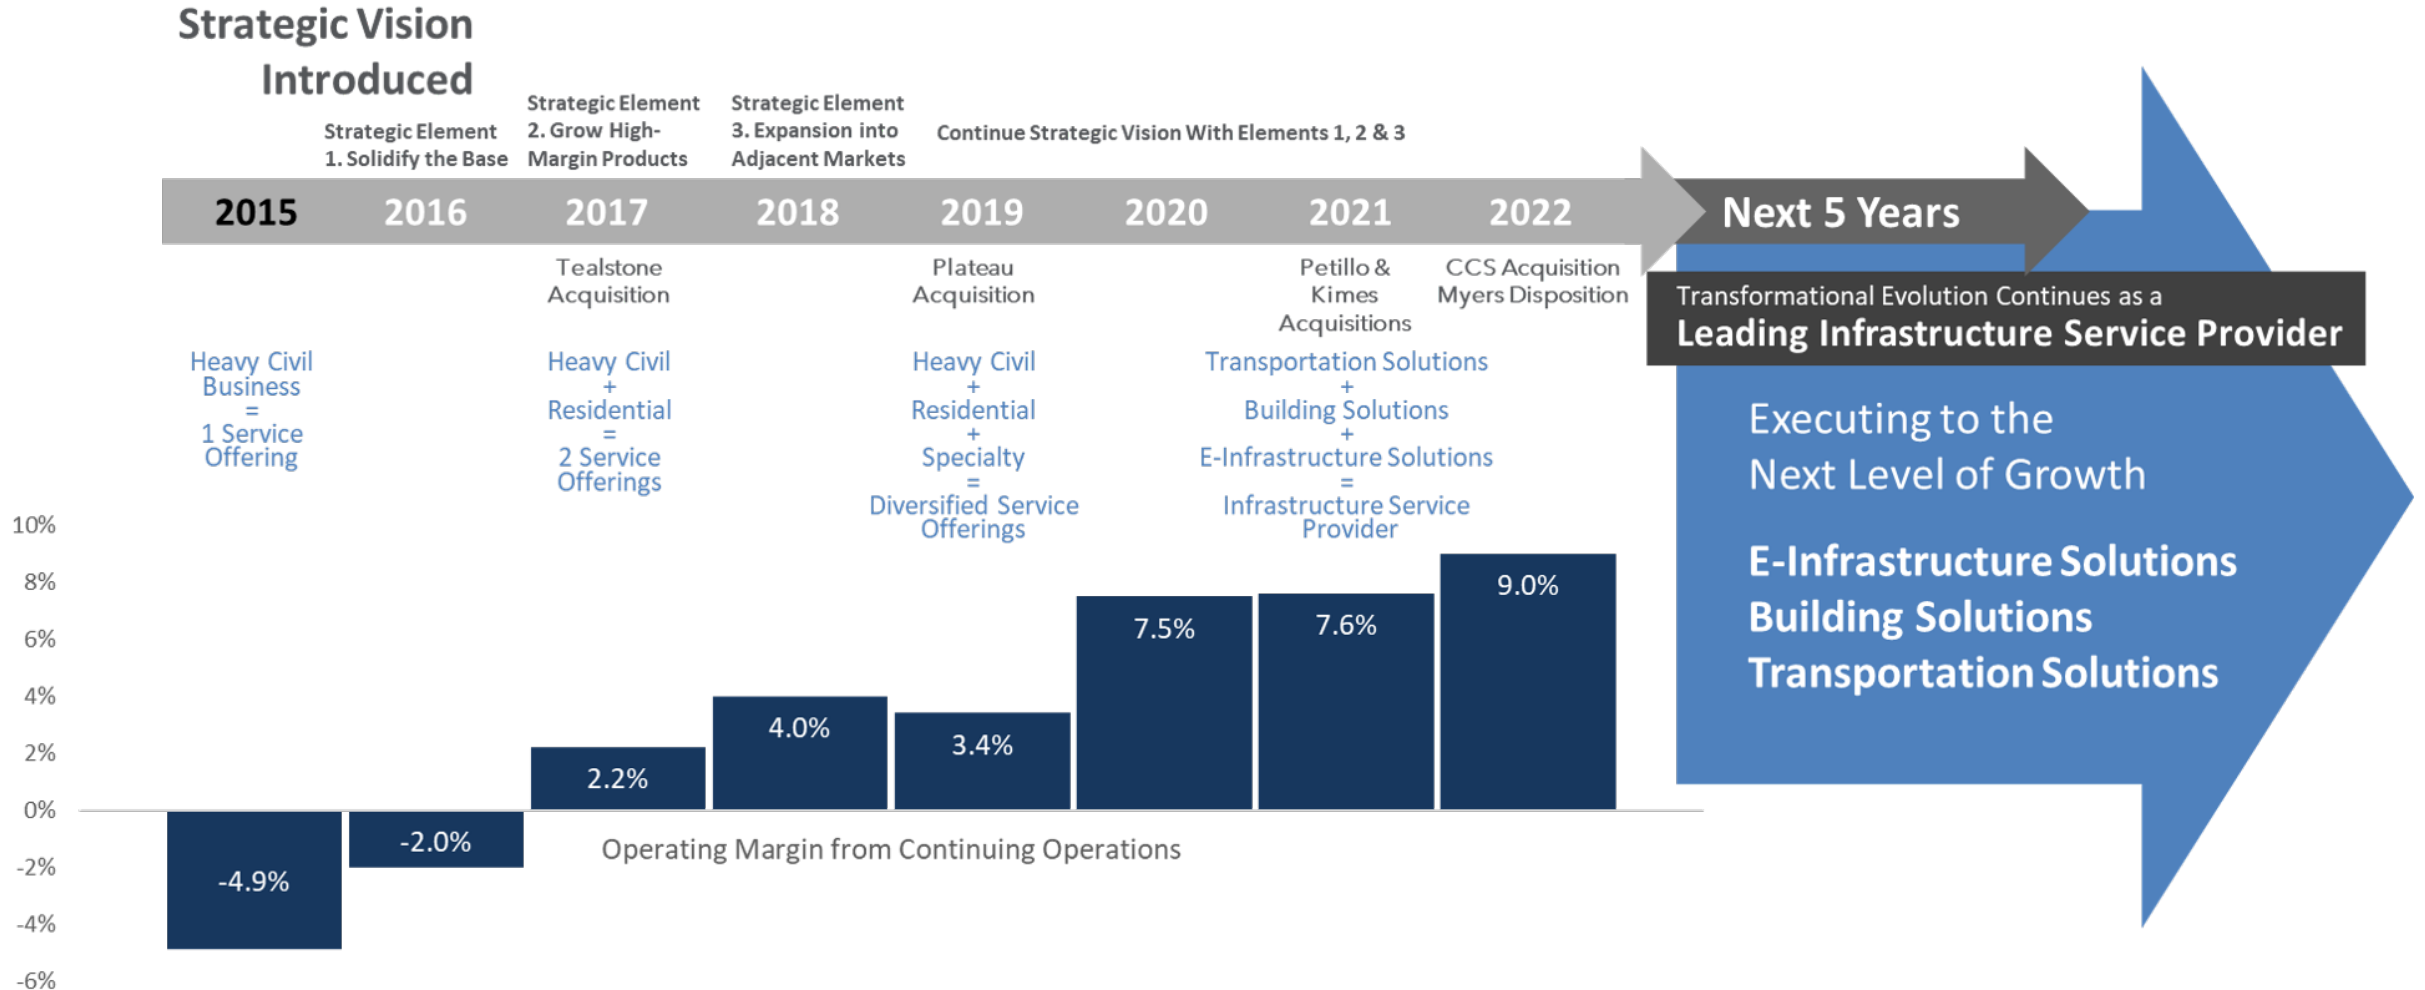 Strategic Vision
Introduced
Strategic Element
1. Solidify the Base
Strategic Element
2. Grow High-
Margin Products
Strategic Element
3. Expansion into
Adjacent Markets
Continue Strategic Vision With Elements 1, 2 & 3
2015 2016 2017 2018 2019 2020 2021 2022 Next 5 Years
Tealstone
Acquisition
Plateau
Acquisition
Petillo &
Kimes
Acquisitions
CCS Acquisition
Myers Disposition
Transformational Evolution Continues as a
Leading Infrastructure Service Provider
Heavy Civil
Business
=
1 Service
Offering
Heavy Civil
+
Residential
=
2 Service
Offerings
Heavy Civil
+
Residential
+
Specialty
=
Diversified Service
Offerings
Transportation Solutions
+
Building Solutions
+
E-Infrastructure Solutions
=
Infrastructure Service
Provider
Executing to the
Next Level of Growth
E-Infrastructure Solutions
Building Solutions
Transportation Solutions
10%
8%
6%
4%
2%
0%
-2%
-4%
-6%
-4.9%
-2.0%
2.2%
4.0%
3.4%
7.5%
7.6%
9.0%
Operating Margin from Continuing Operations